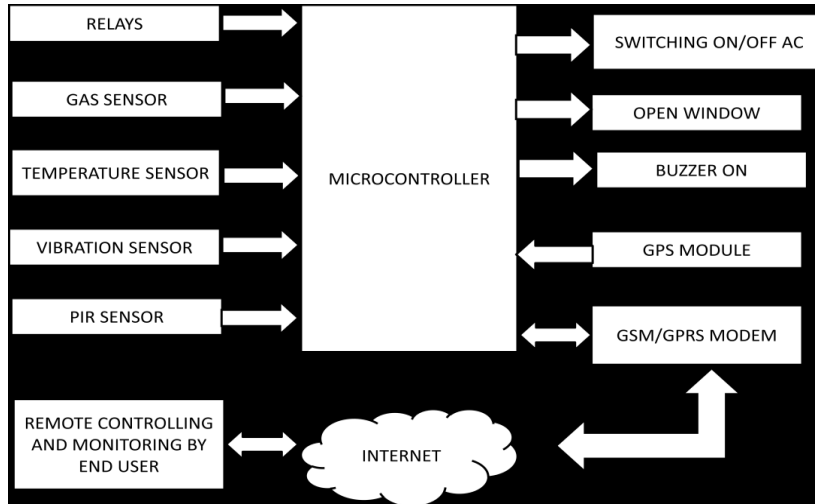 RELAYS
GAS SENSOR
TEMPERATURE SENSOR
VIBRATION SENSOR
PIR SENSOR
REMOTE CONTROLLING
AND MONITORING BY
END USER
MICROCONTROLLER
INTERNET
SWITCHING ON/OFF AC
OPEN WINDOW
BUZZER ON
GPS MODULE
GSM/GPRS MODEM